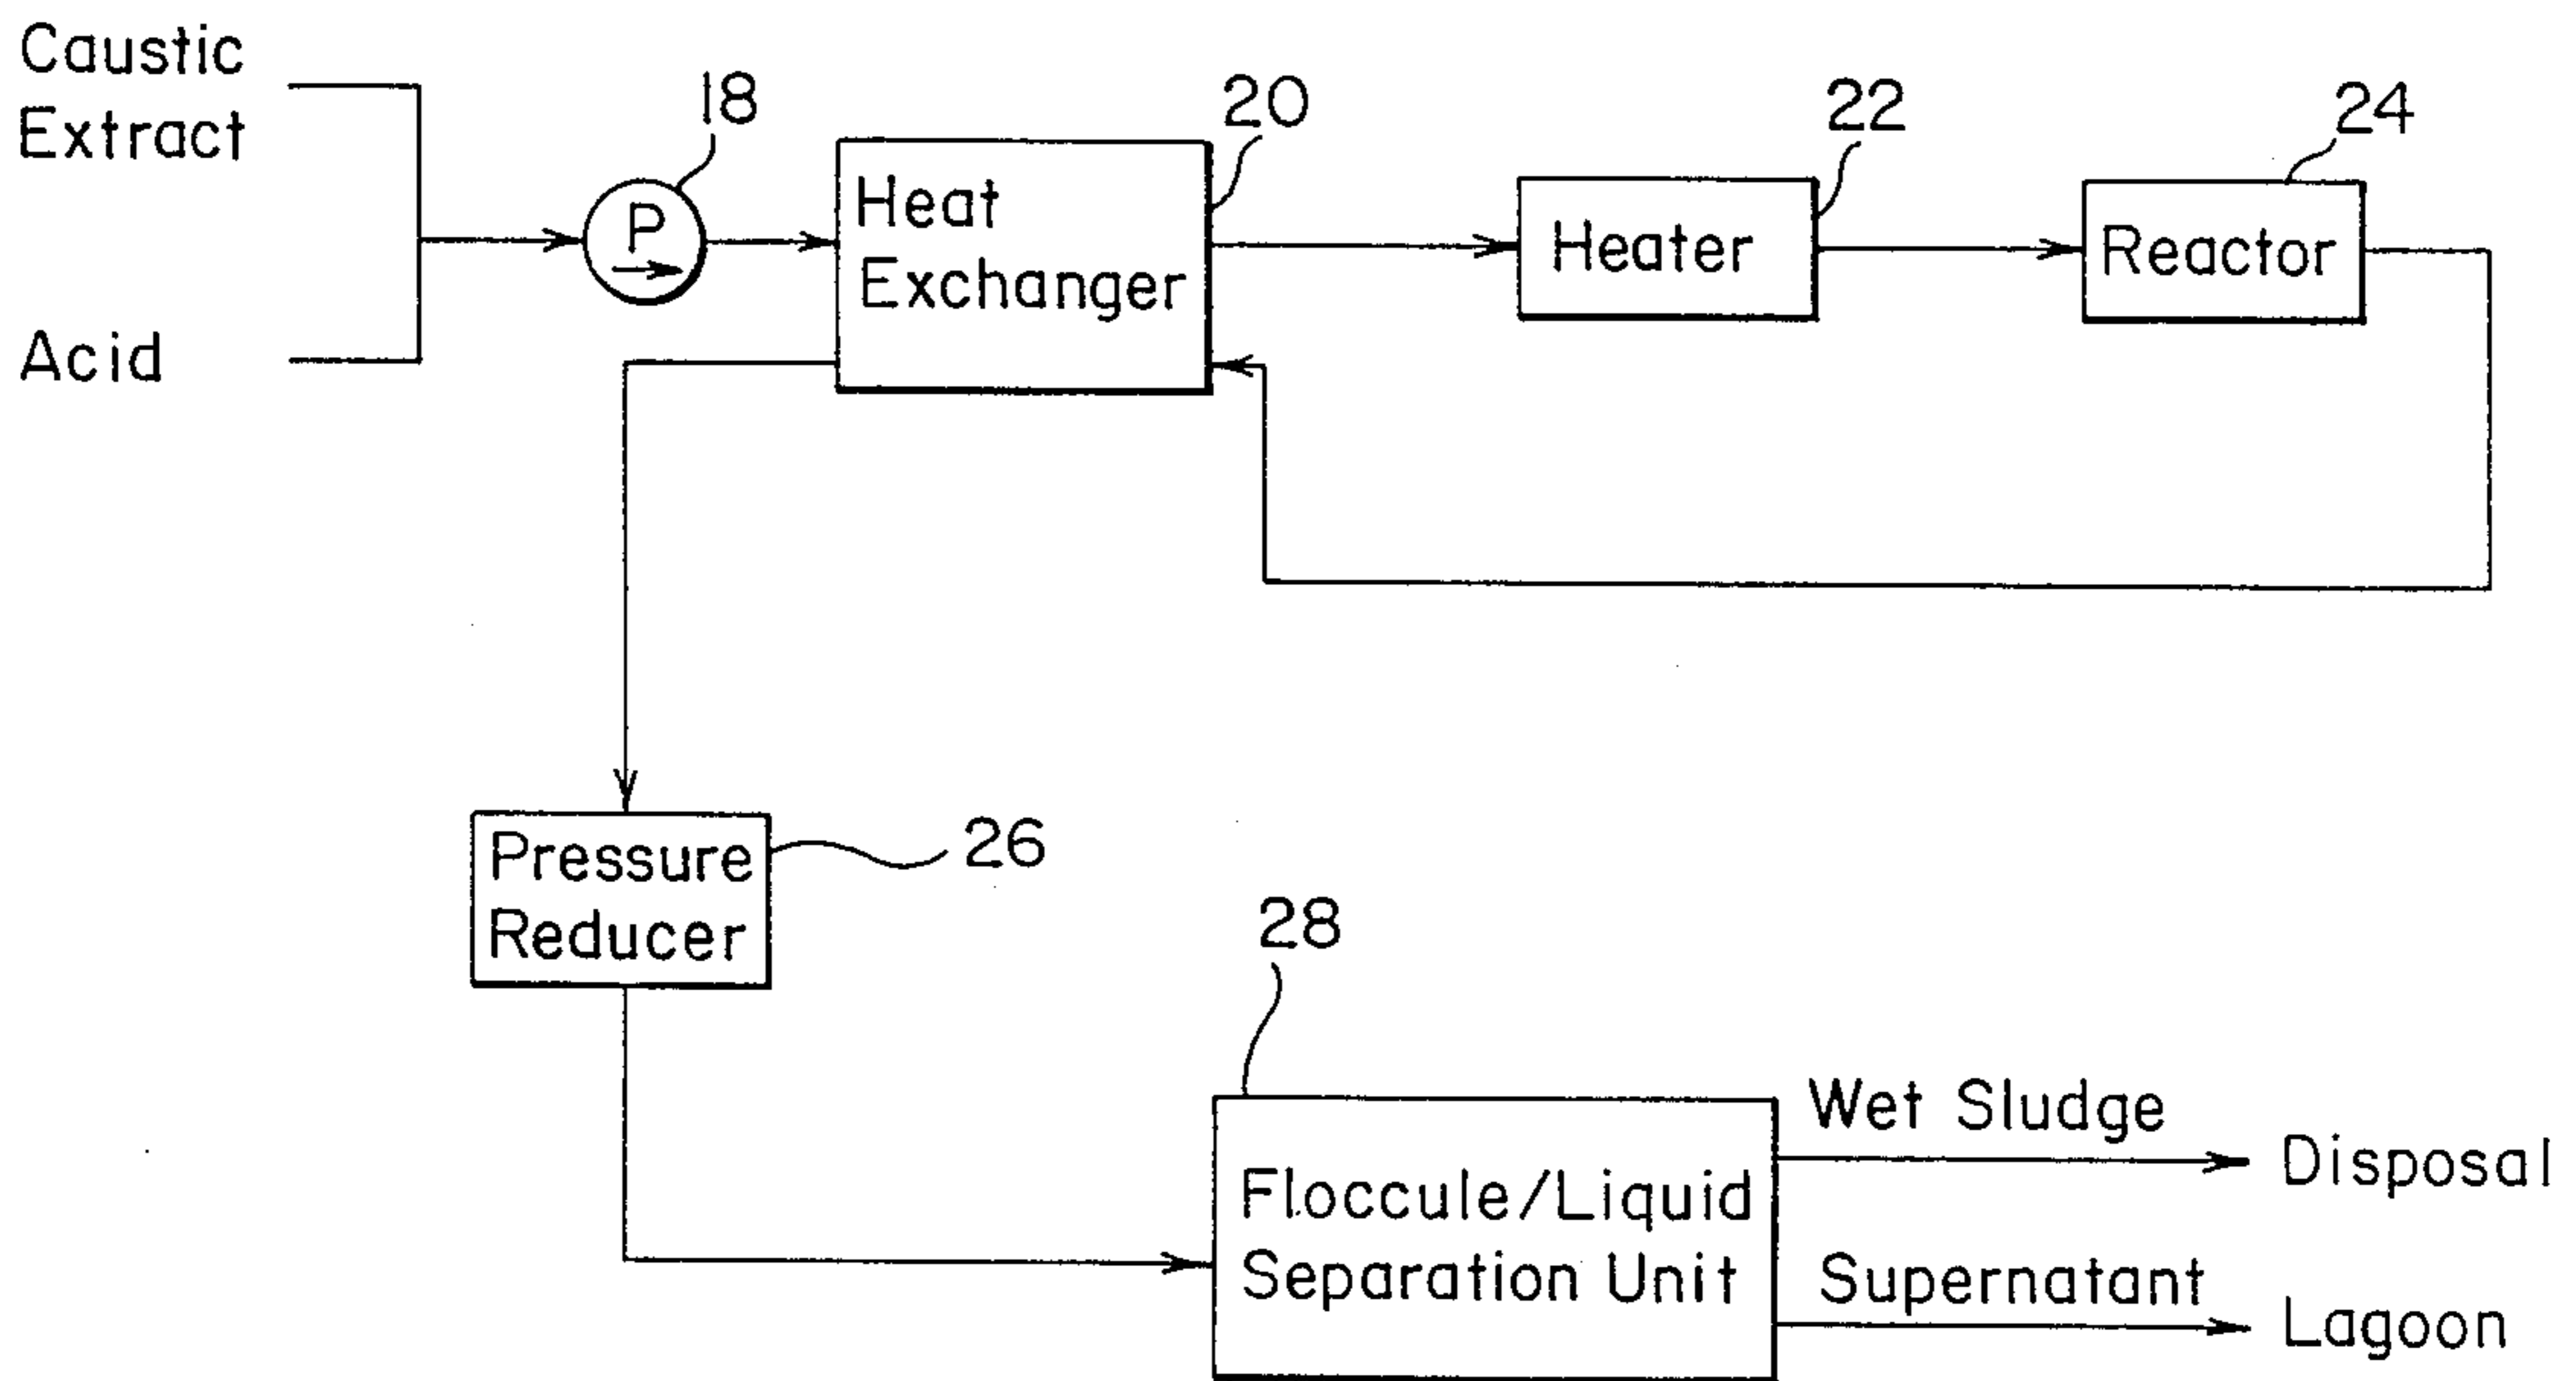 Caustic
Extract
Acid
18
P
20
Heat
Exchanger
22
Heater
24
Reactor
Pressure
Reducer
26
28
Floccule/Liquid
Separation Unit
Wet Sludge
Disposal
Supernatant
Lagoon